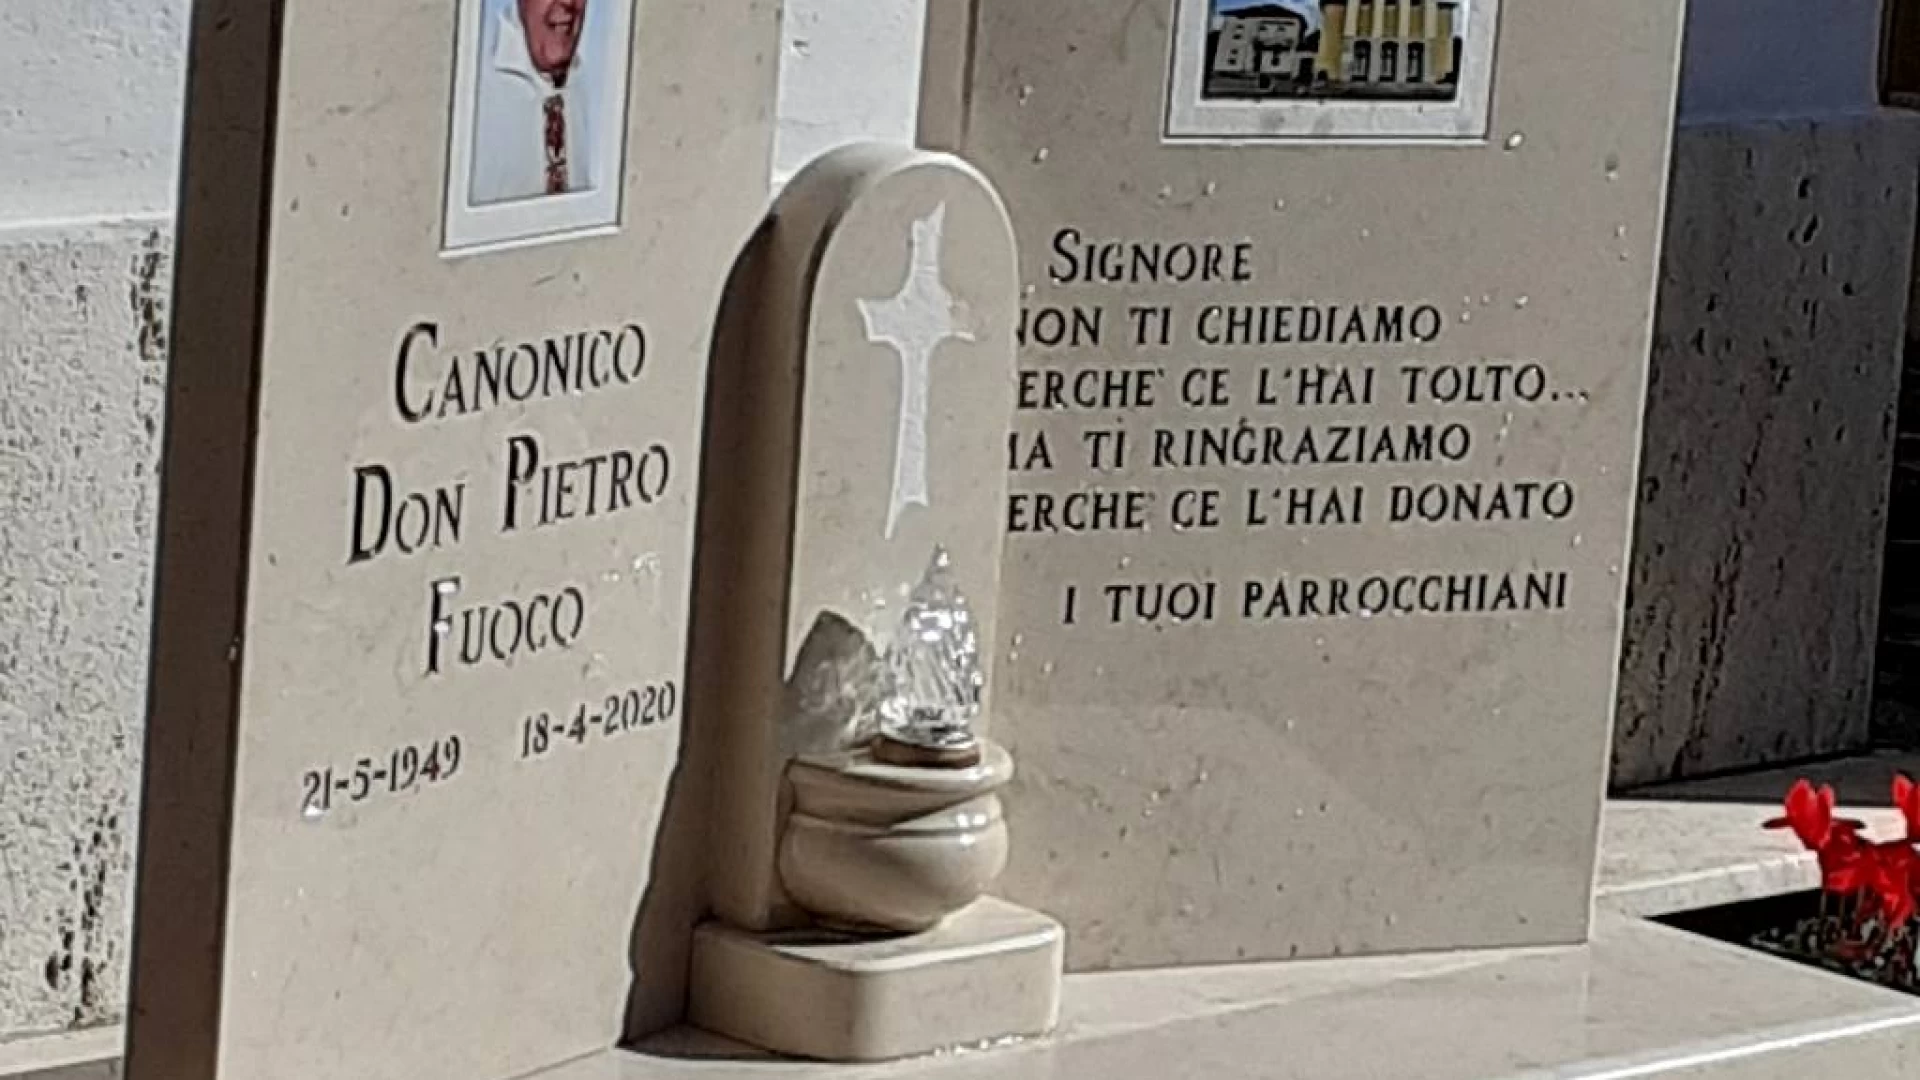 CANONICO
DON PIETRO
FUOCO
21-5-1949 18-4-2020
SIGNORE
NON TI CHIEDIAMO
ERCHE' CE L'HAI TOLTO...
MA TI RINGRAZIAMO
ERCHE' CE L'HAI DONATO
I TUOI PARROCCHIANI